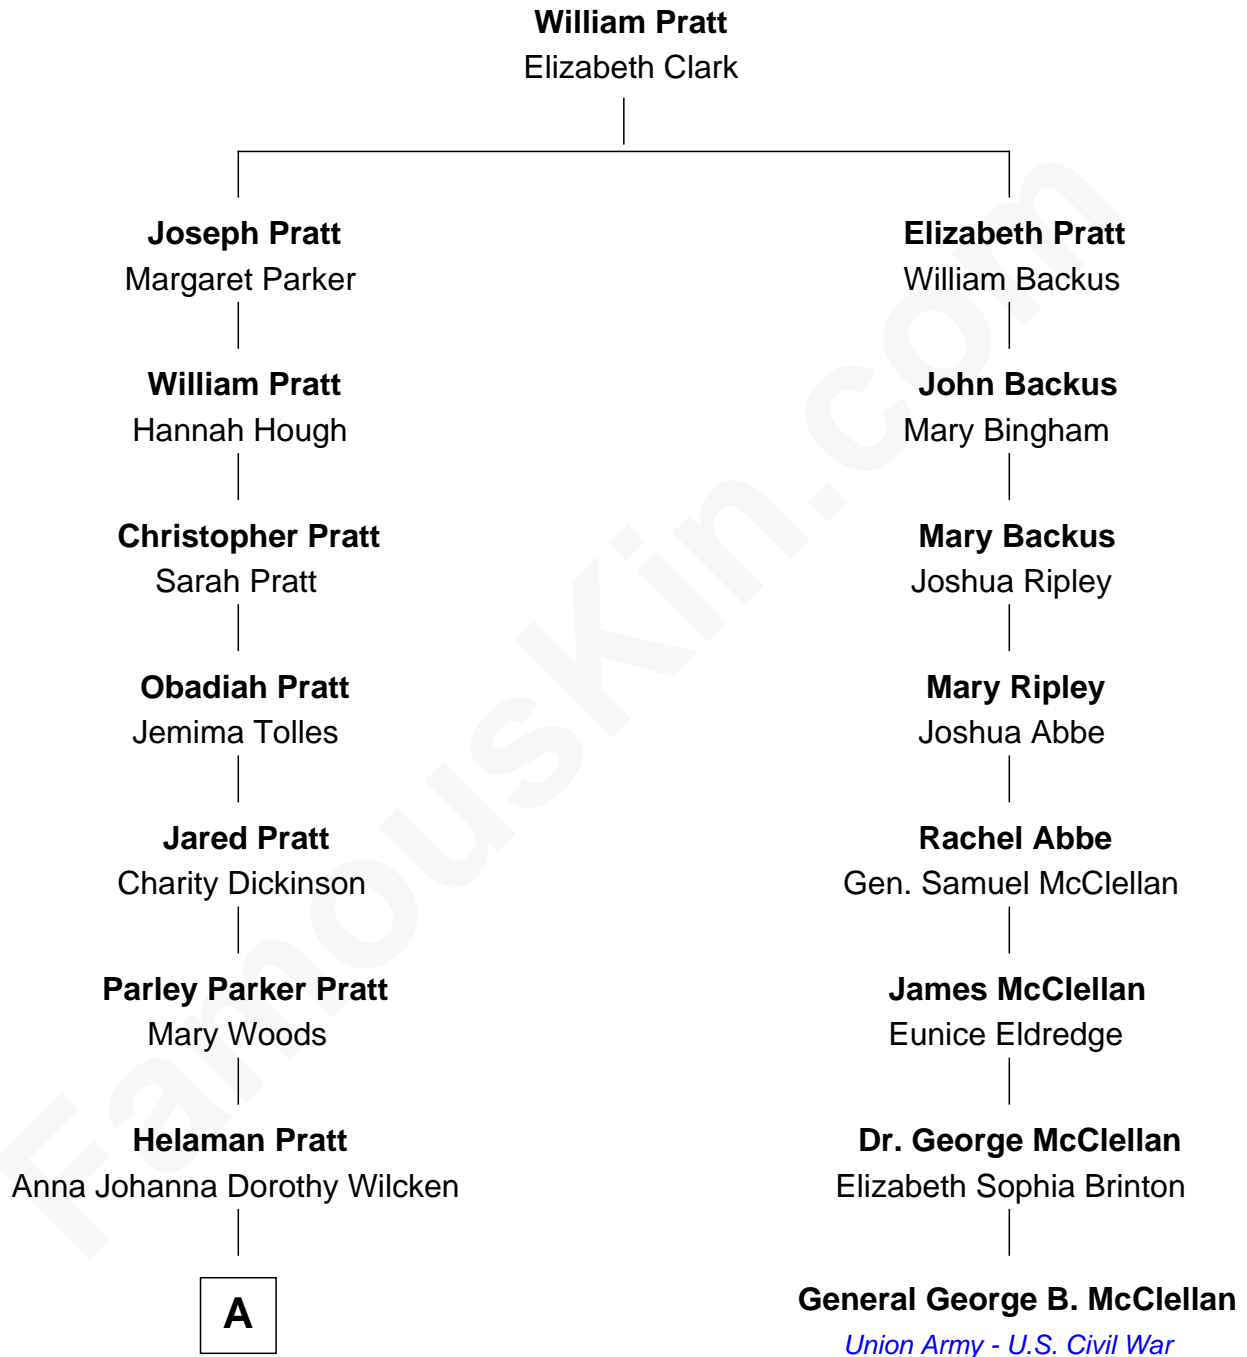 William Pratt
Elizabeth Clark
Joseph Pratt
Margaret Parker
Elizabeth Pratt
William Backus
William Pratt
Hannah Hough
John Backus
Mary Bingham
Christopher Pratt
Sarah Pratt
Mary Backus
Joshua Ripley
Obadiah Pratt
Jemima Tolles
Mary Ripley
Joshua Abbe
Jared Pratt
Charity Dickinson
Rachel Abbe
Gen. Samuel McClellan
Parley Parker Pratt
Mary Woods
James McClellan
Eunice Eldredge
Helaman Pratt
Anna Johanna Dorothy Wilcken
Dr. George McClellan
Elizabeth Sophia Brinton
A
General George B. McClellan
Union Army - U.S. Civil War
FamousKin.com